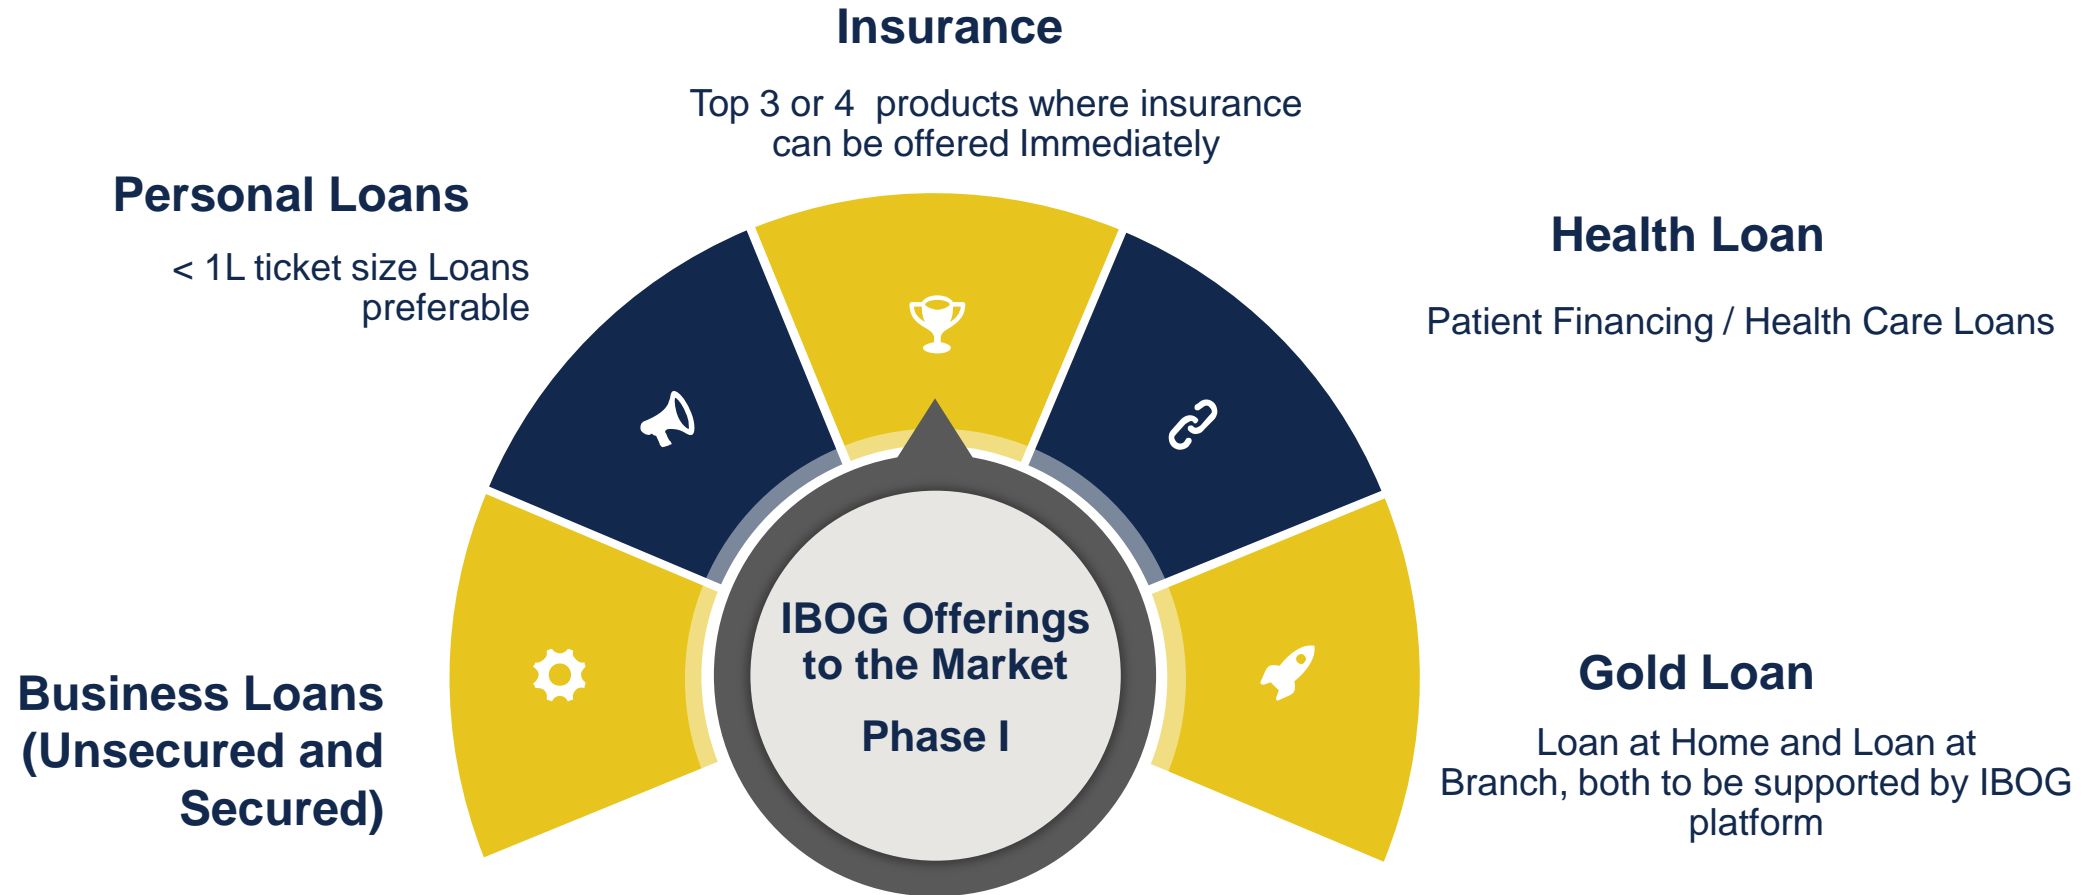 Insurance
Top 3 or 4 products where insurance
can be offered Immediately
Personal Loans
< 1L ticket size Loans
preferable
Health Loan
Patient Financing / Health Care Loans
Business Loans
(Unsecured and
Secured)
IBOG Offerings
to the Market
Phase I
Gold Loan
Loan at Home and Loan at
Branch, both to be supported by IBOG
platform